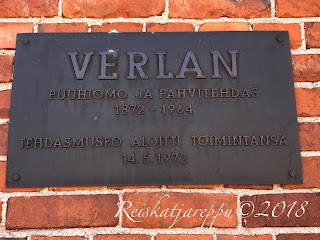 VERLAN
PUUHIOMO JA PAHVITEHDAS
1872 - 1964
TEHDASMUSEO ALOITTI TOIMINTANSA
14.5.1972
Reiskatjareppu©2018